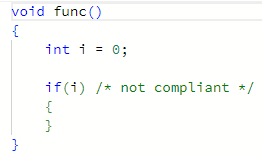 void func()
{
    int i = 0;

    if(i) /* not compliant */
    {
    }
}